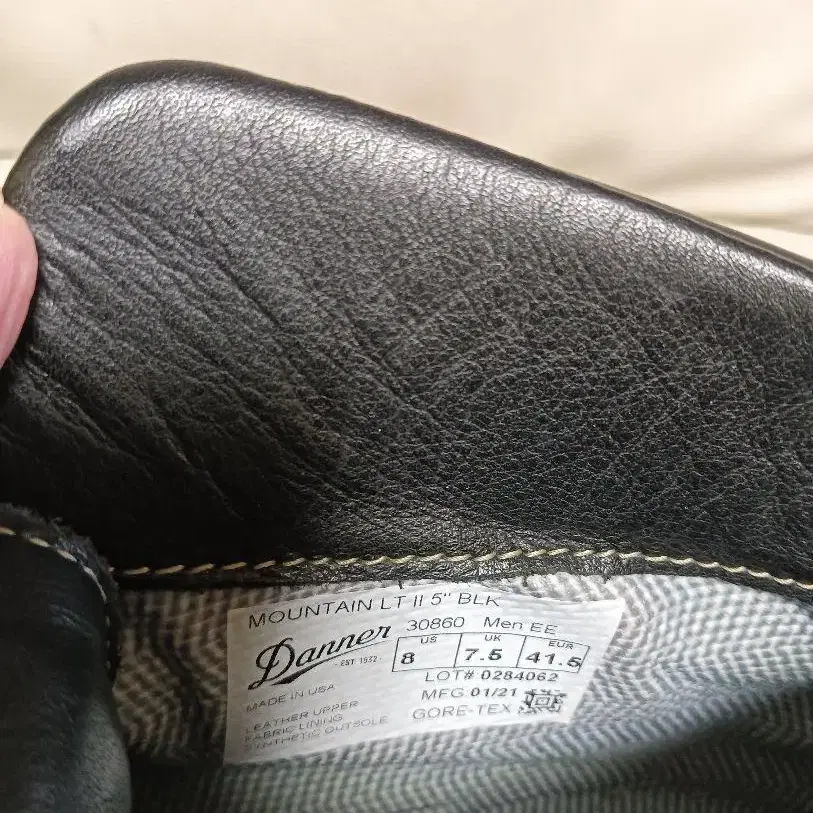 MOUNTAIN LT II 5" BLK
Danner
EST. 1932
30860 Men EE
US UK EUR
8 7.5 41.5
LOT# 0284062
MADE IN USA
MFG 01/21
LEATHER UPPER
FABRIC LINING
SYNTHETIC OUTSOLE
GORE-TEX